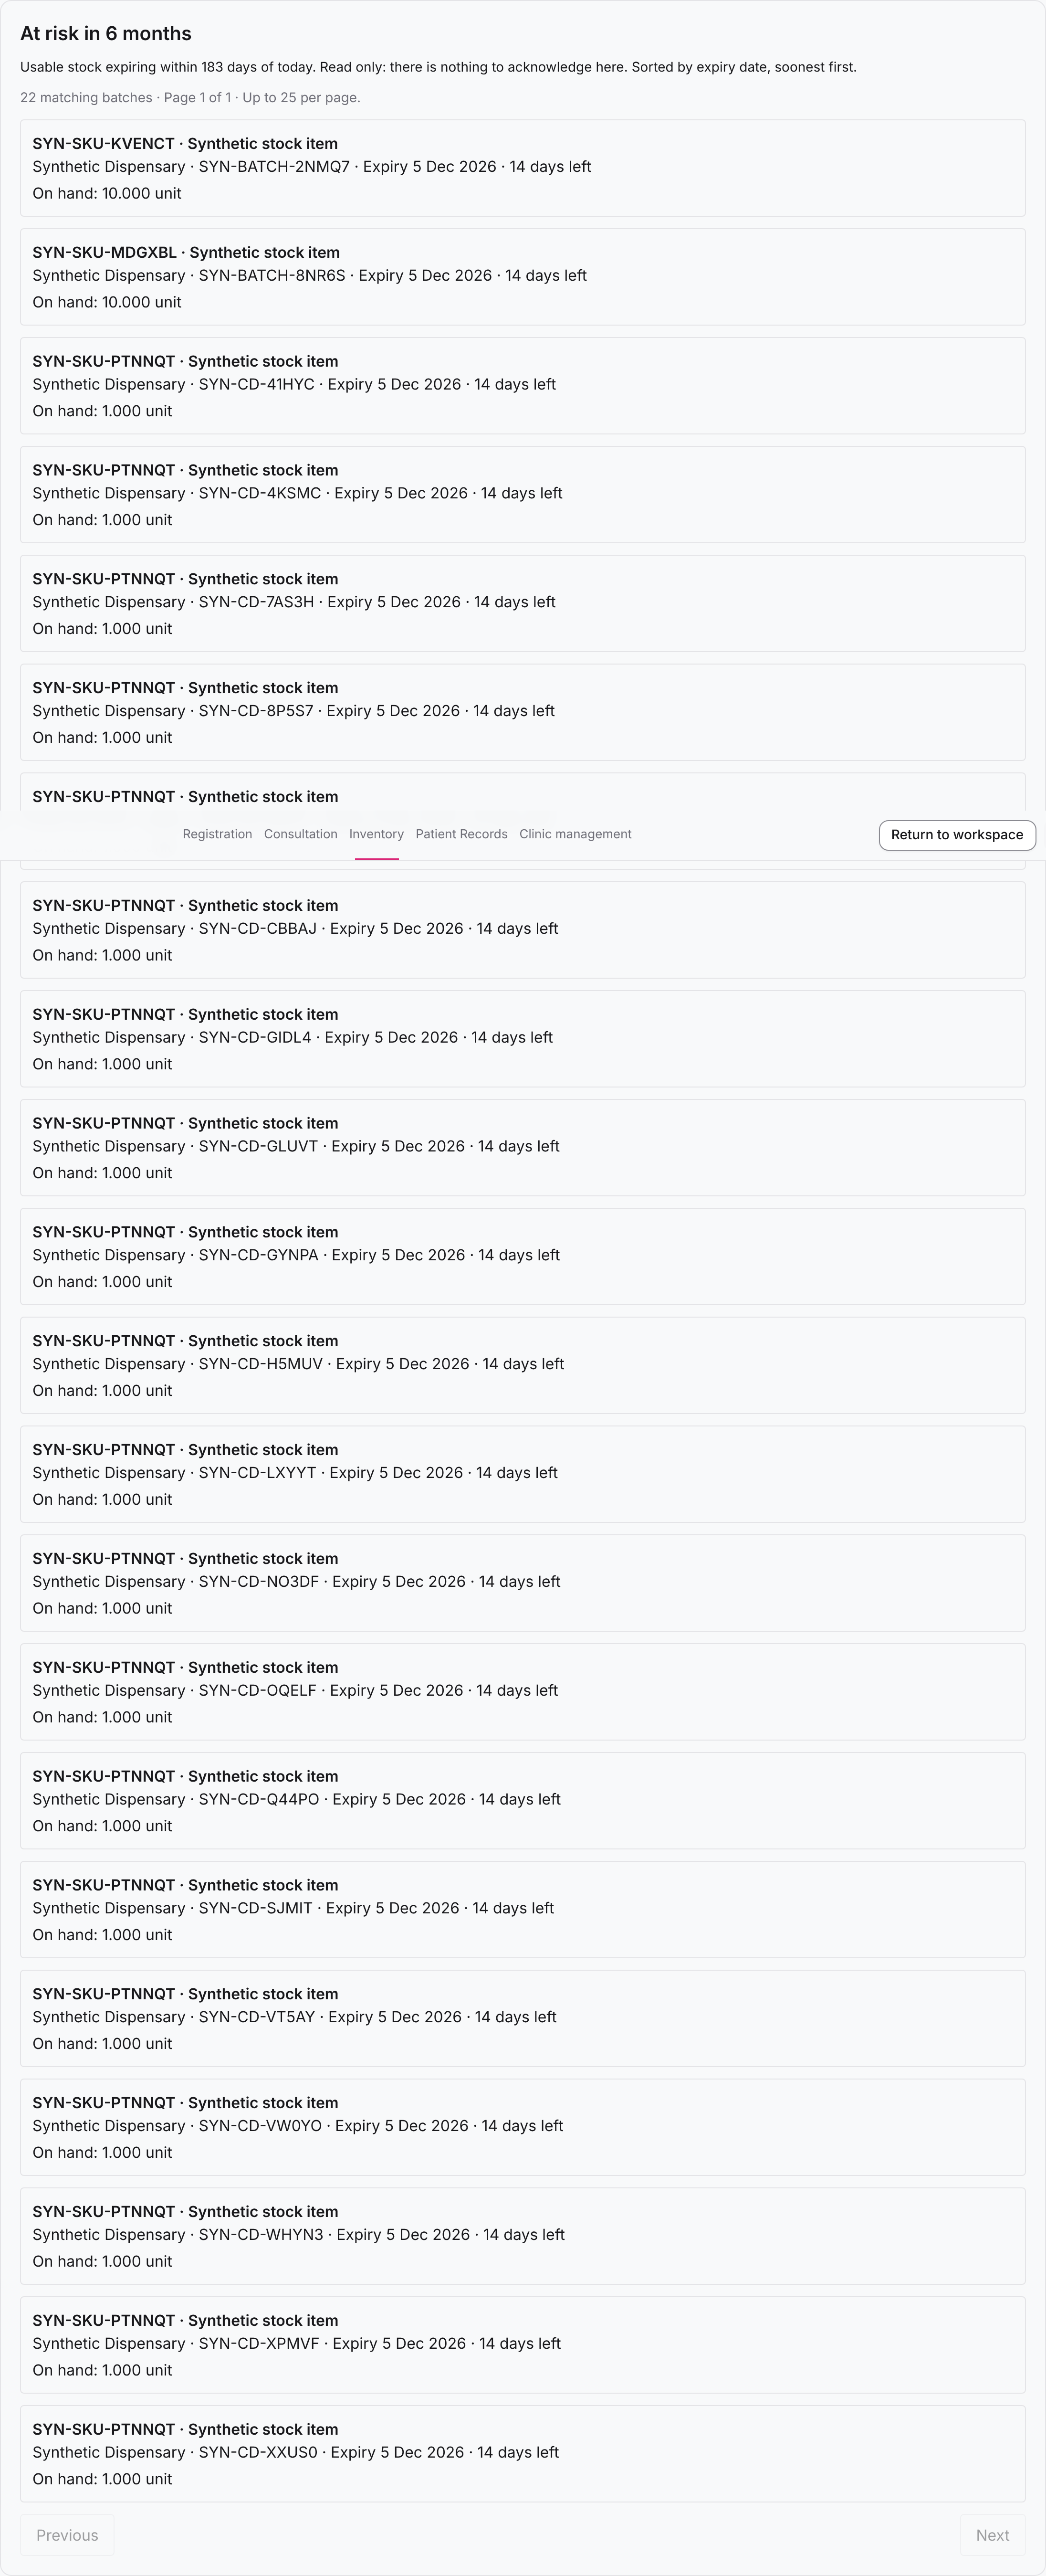 At risk in 6 months
Usable stock expiring within 183 days of today. Read only: there is nothing to acknowledge here. Sorted by expiry date, soonest first.
22 matching batches · Page 1 of 1 · Up to 25 per page.
SYN-SKU-KVENCT · Synthetic stock item
Synthetic Dispensary · SYN-BATCH-2NMQ7 · Expiry 5 Dec 2026 · 14 days left
On hand: 10.000 unit
SYN-SKU-MDGXBL · Synthetic stock item
Synthetic Dispensary · SYN-BATCH-8NR6S · Expiry 5 Dec 2026 · 14 days left
On hand: 10.000 unit
SYN-SKU-PTNNQT · Synthetic stock item
Synthetic Dispensary · SYN-CD-41HYC · Expiry 5 Dec 2026 · 14 days left
On hand: 1.000 unit
SYN-SKU-PTNNQT · Synthetic stock item
Synthetic Dispensary · SYN-CD-4KSMC · Expiry 5 Dec 2026 · 14 days left
On hand: 1.000 unit
SYN-SKU-PTNNQT · Synthetic stock item
Synthetic Dispensary · SYN-CD-7AS3H · Expiry 5 Dec 2026 · 14 days left
On hand: 1.000 unit
SYN-SKU-PTNNQT · Synthetic stock item
Synthetic Dispensary · SYN-CD-8P5S7 · Expiry 5 Dec 2026 · 14 days left
On hand: 1.000 unit
SYN-SKU-PTNNQT · Synthetic stock item
Registration Consultation Inventory Patient Records Clinic management Return to workspace
SYN-SKU-PTNNQT · Synthetic stock item
Synthetic Dispensary · SYN-CD-CBBAJ · Expiry 5 Dec 2026 · 14 days left
On hand: 1.000 unit
SYN-SKU-PTNNQT · Synthetic stock item
Synthetic Dispensary · SYN-CD-GIDL4 · Expiry 5 Dec 2026 · 14 days left
On hand: 1.000 unit
SYN-SKU-PTNNQT · Synthetic stock item
Synthetic Dispensary · SYN-CD-GLUVT · Expiry 5 Dec 2026 · 14 days left
On hand: 1.000 unit
SYN-SKU-PTNNQT · Synthetic stock item
Synthetic Dispensary · SYN-CD-GYNPA · Expiry 5 Dec 2026 · 14 days left
On hand: 1.000 unit
SYN-SKU-PTNNQT · Synthetic stock item
Synthetic Dispensary · SYN-CD-H5MUV · Expiry 5 Dec 2026 · 14 days left
On hand: 1.000 unit
SYN-SKU-PTNNQT · Synthetic stock item
Synthetic Dispensary · SYN-CD-LXYYT · Expiry 5 Dec 2026 · 14 days left
On hand: 1.000 unit
SYN-SKU-PTNNQT · Synthetic stock item
Synthetic Dispensary · SYN-CD-NO3DF · Expiry 5 Dec 2026 · 14 days left
On hand: 1.000 unit
SYN-SKU-PTNNQT · Synthetic stock item
Synthetic Dispensary · SYN-CD-OQELF · Expiry 5 Dec 2026 · 14 days left
On hand: 1.000 unit
SYN-SKU-PTNNQT · Synthetic stock item
Synthetic Dispensary · SYN-CD-Q44PO · Expiry 5 Dec 2026 · 14 days left
On hand: 1.000 unit
SYN-SKU-PTNNQT · Synthetic stock item
Synthetic Dispensary · SYN-CD-SJMIT · Expiry 5 Dec 2026 · 14 days left
On hand: 1.000 unit
SYN-SKU-PTNNQT · Synthetic stock item
Synthetic Dispensary · SYN-CD-VT5AY · Expiry 5 Dec 2026 · 14 days left
On hand: 1.000 unit
SYN-SKU-PTNNQT · Synthetic stock item
Synthetic Dispensary · SYN-CD-VW0YO · Expiry 5 Dec 2026 · 14 days left
On hand: 1.000 unit
SYN-SKU-PTNNQT · Synthetic stock item
Synthetic Dispensary · SYN-CD-WHYN3 · Expiry 5 Dec 2026 · 14 days left
On hand: 1.000 unit
SYN-SKU-PTNNQT · Synthetic stock item
Synthetic Dispensary · SYN-CD-XPMVF · Expiry 5 Dec 2026 · 14 days left
On hand: 1.000 unit
SYN-SKU-PTNNQT · Synthetic stock item
Synthetic Dispensary · SYN-CD-XXUS0 · Expiry 5 Dec 2026 · 14 days left
On hand: 1.000 unit
Previous Next